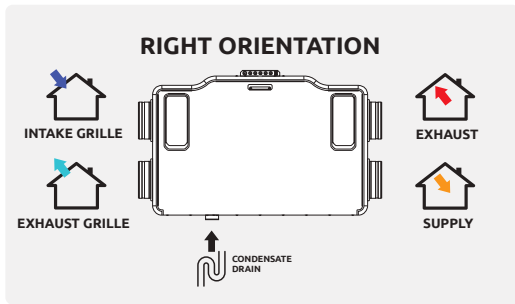 RIGHT ORIENTATION
INTAKE GRILLE
EXHAUST
EXHAUST GRILLE
SUPPLY
CONDENSATE
DRAIN